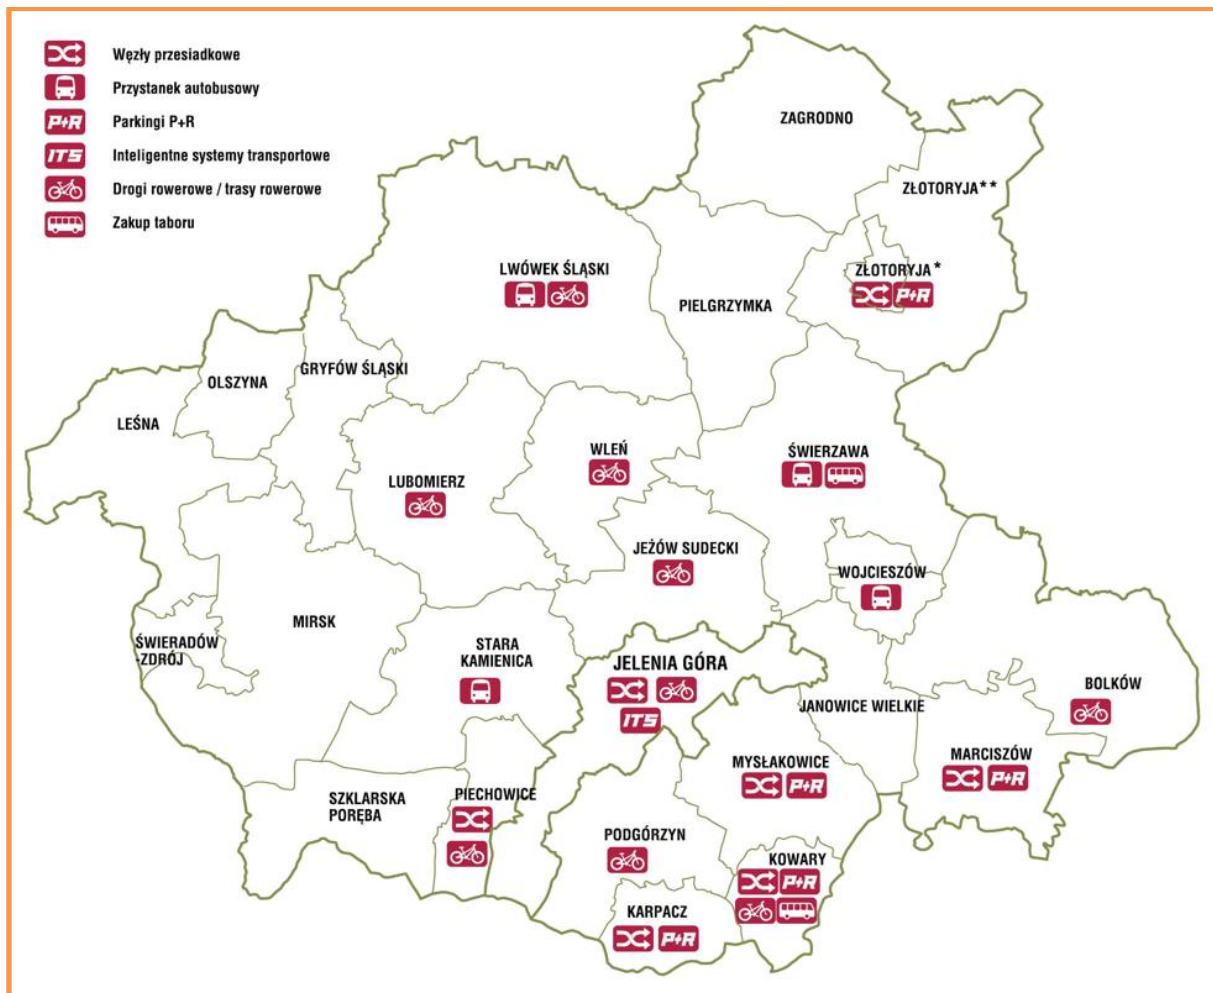 Węzły przesiadkowe
Przystanek autobusowy
P+R Parkingi P+R
ITS Inteligentne systemy transportowe
Drogi rowerowe / trasy rowerowe
Zakup taboru
ZAGRODNO
ZŁOTORYJA**
LWÓWEK ŚLĄSKI
ZŁOTORYJA*
P+R
PIELGRZYMKA
GRYFÓW ŚLĄSKI
OLSZYNA
LEŚNA
WLEŃ
ŚWIERZAWA
LUBOMIERZ
JEŻÓW SUDECKI
WOJCIESZÓW
MIRSK
ŚWIERADÓW
-ZDRÓJ
STARA
KAMIENICA
JELENIA GÓRA
ITS
BOLKÓW
JANOWICE WIELKIE
MARCISZÓW
P+R
MYSŁAKOWICE
P+R
SZKLARSKA
PORĘBA
PIECHOWICE
PODGÓRZYN
KOWARY
P+R
KARPACZ
P+R